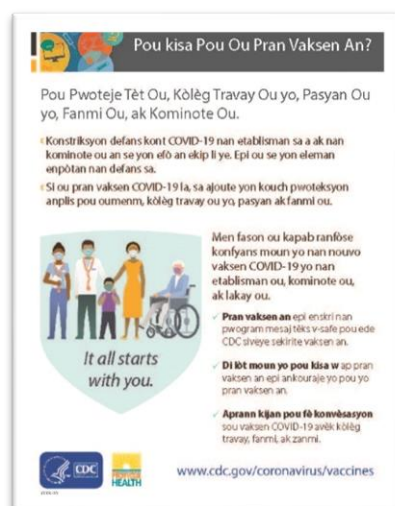 Pou kisa Pou Ou Pran Vaksen An?
Pou Pwoteje Tèt Ou, Kòlèg Travay Ou yo, Pasyan Ou
yo, Fanmi Ou, ak Kominote Ou.
Konstriksyon defans kont COVID-19 nan etablisman sa a ak nan
kominote ou an se yon efò an ekip li ye. Epi ou se yon eleman
enpòtan nan defans sa.
Si ou pran vaksen COVID-19 la, sa ajoute yon kouch pwoteksyon
anplis pou oumenm, kòlèg travay ou yo, pasyan ak fanmi ou.
Men fason ou kapab ranfòse
konfyans moun yo nan nouvo
vaksen COVID-19 yo nan
etablisman ou, kominote ou,
ak lakay ou.
Pran vaksen an epi enskri nan
pwogram mesaj tèks v-safe pou ede
CDC siveye sekirite vaksen an.
Di lòt moun yo pou kisa w ap pran
vaksen an epi ankouraje yo pou yo
pran vaksen an.
Aprann kijan pou fè konvèsasyon
sou vaksen COVID-19 avèk kòlèg
travay, fanmi, ak zanmi.
It all starts
with you.
CDC
HEALTH
www.cdc.gov/coronavirus/vaccines